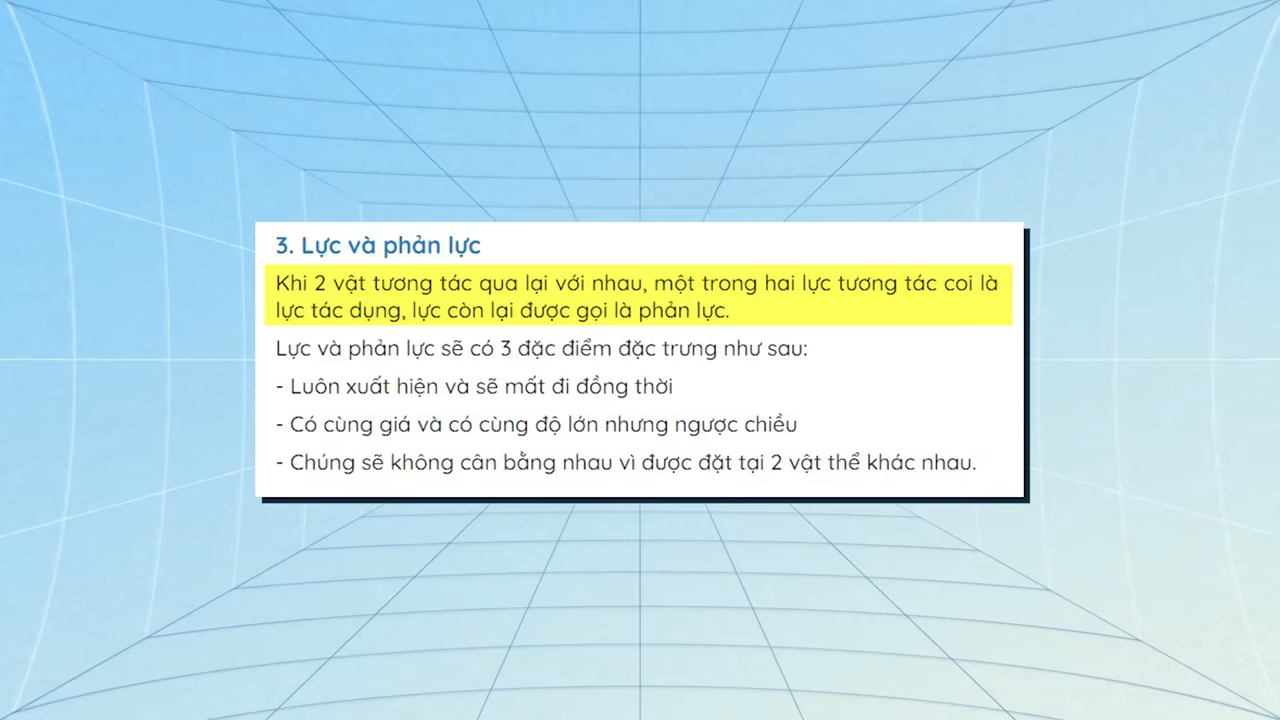 3. Lực và phản lực
Khi 2 vật tương tác qua lại với nhau, một trong hai lực tương tác coi là
lực tác dụng, lực còn lại được gọi là phản lực.
Lực và phản lực sẽ có 3 đặc điểm đặc trưng như sau:
- Luôn xuất hiện và sẽ mất đi đồng thời
- Có cùng giá và có cùng độ lớn nhưng ngược chiều
- Chúng sẽ không cân bằng nhau vì được đặt tại 2 vật thể khác nhau.